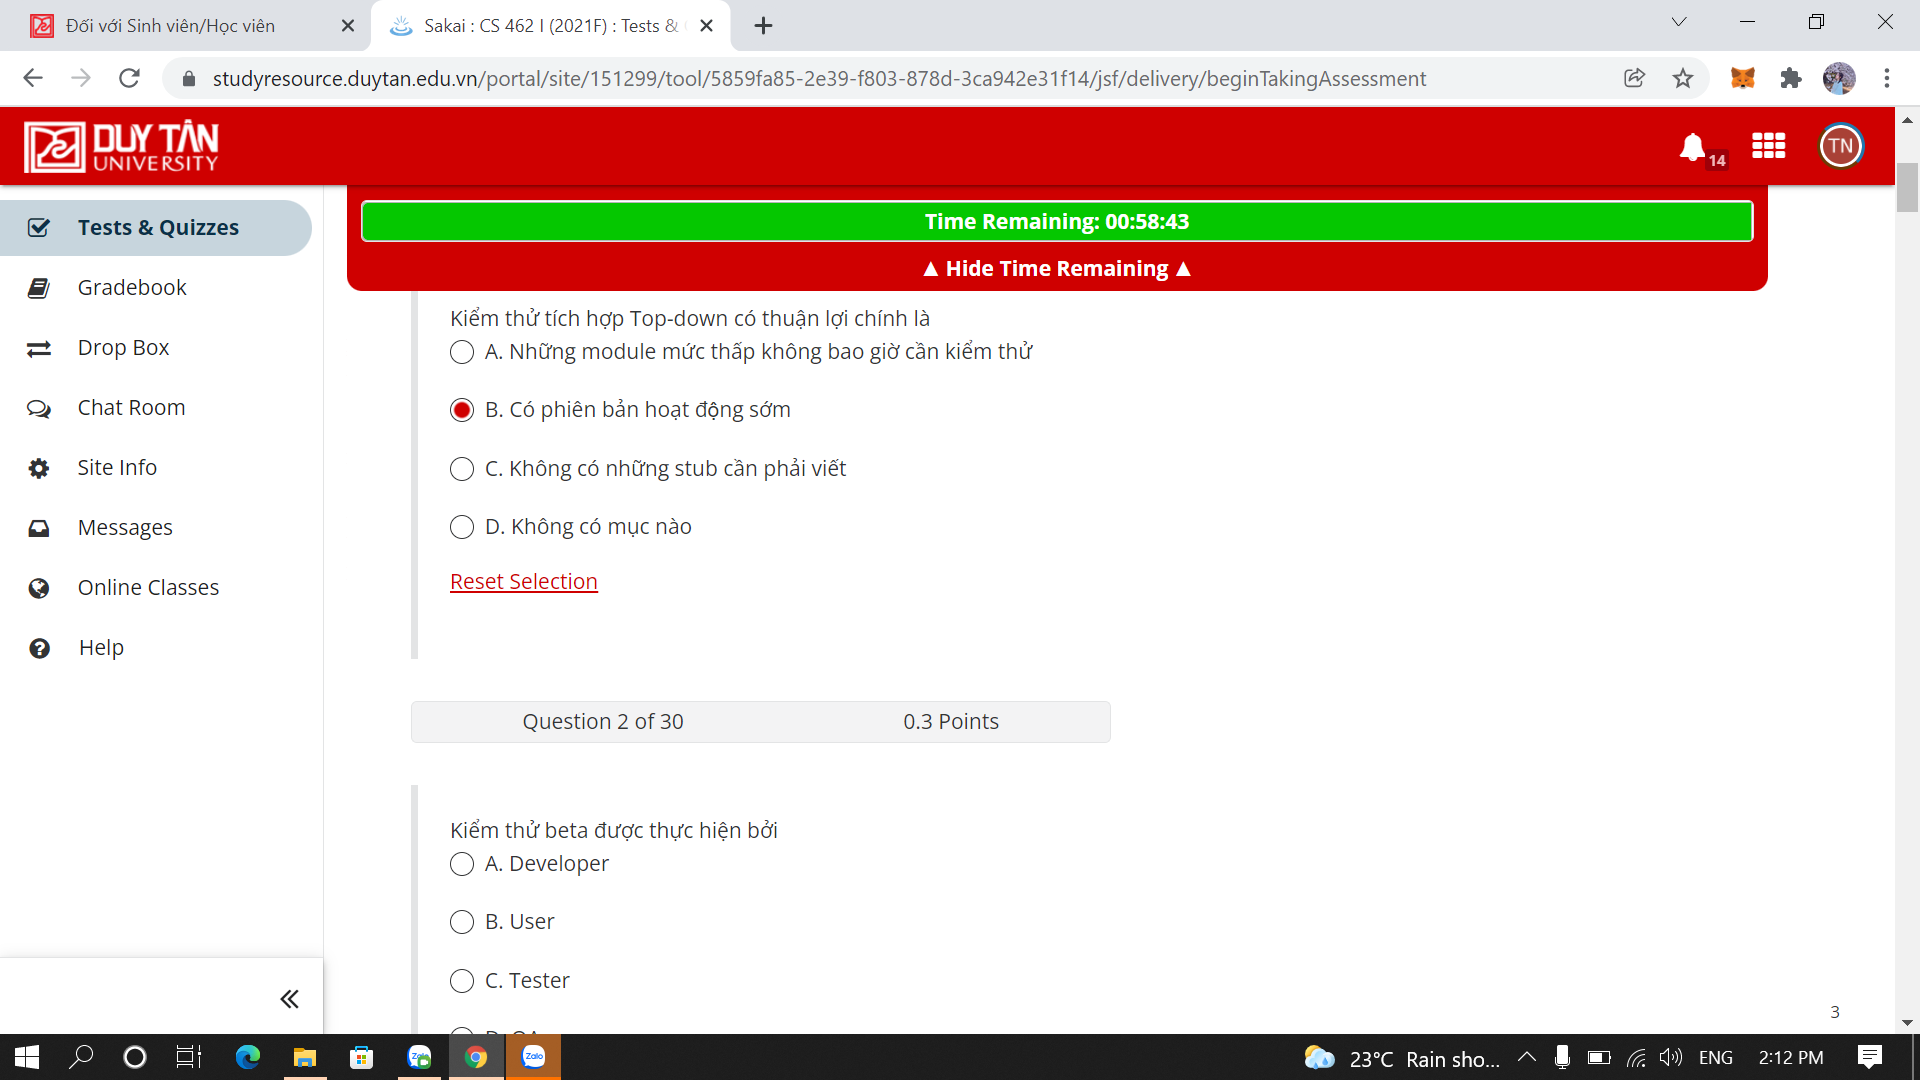 Đối với Sinh viên/Học viên
Sakai : CS 462 I (2021F) : Tests &
studyresource.duytan.edu.vn/portal/site/151299/tool/5859fa85-2e39-f803-878d-3ca942e31f14/jsf/delivery/beginTakingAssessment
DUY TÂN
UNIVERSITY
14
TN
Tests & Quizzes
Gradebook
Drop Box
Chat Room
Site Info
Messages
Online Classes
Help
Time Remaining: 00:58:43
▲ Hide Time Remaining ▲
Kiểm thử tích hợp Top-down có thuận lợi chính là
A. Những module mức thấp không bao giờ cần kiểm thử
B. Có phiên bản hoạt động sớm
C. Không có những stub cần phải viết
D. Không có mục nào
Reset Selection
Question 2 of 30
0.3 Points
Kiểm thử beta được thực hiện bởi
A. Developer
B. User
C. Tester
3
Zalo
Zalo
23°C Rain sho...
ENG
2:12 PM